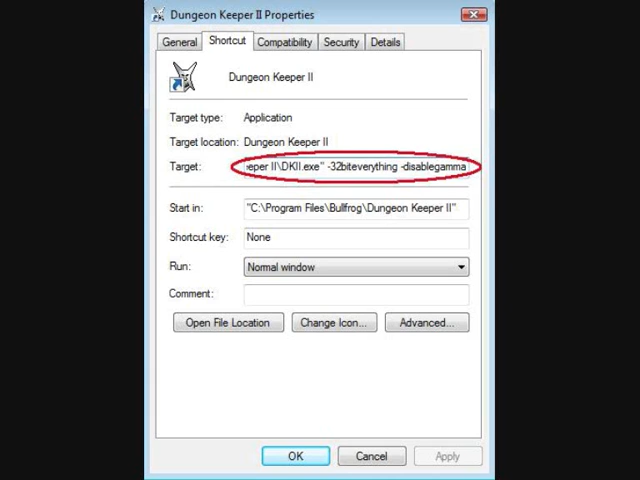 Dungeon Keeper II Properties
General Shortcut Compatibility Security Details
Dungeon Keeper II
Target type: Application
Target location: Dungeon Keeper II
Target: eper II\DKII.exe" -32biteverything -disablegamma
Start in: "C:\Program Files\Bullfrog\Dungeon Keeper II"
Shortcut key: None
Run: Normal window
Comment:
Open File Location Change Icon... Advanced...
OK Cancel Apply